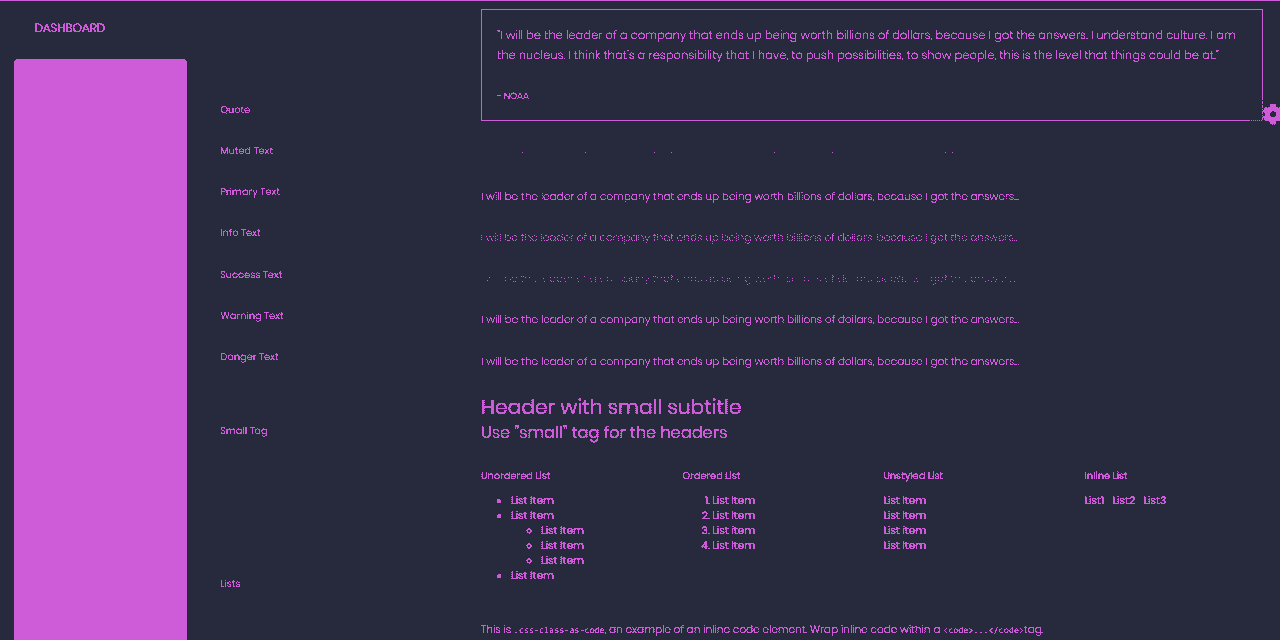 DASHBOARD
"I will be the leader of a company that ends up being worth billions of dollars, because I got the answers. I understand culture. I am
the nucleus. I think that's a responsibility that I have, to push possibilities, to show people, this is the level that things could be at."
- NOAA
Quote
Muted Text
Primary Text
I will be the leader of a company that ends up being worth billions of dollars, because I got the answers...
Info Text
I will be the leader of a company that ends up being worth billions of dollars, because I got the answers...
Success Text
Warning Text
I will be the leader of a company that ends up being worth billions of dollars, because I got the answers...
Danger Text
I will be the leader of a company that ends up being worth billions of dollars, because I got the answers...
Header with small subtitle
Use "small" tag for the headers
Small Tag
Unordered List
List Item
List Item
List Item
List Item
List Item
List Item
Ordered List
1. List Item
2. List Item
3. List Item
4. List Item
Unstyled List
List Item
List Item
List Item
List Item
Inline List
List1 List2 List3
Lists
This is .css-class-as-code, an example of an inline code element. Wrap inline code within a <code>...</code>tag.